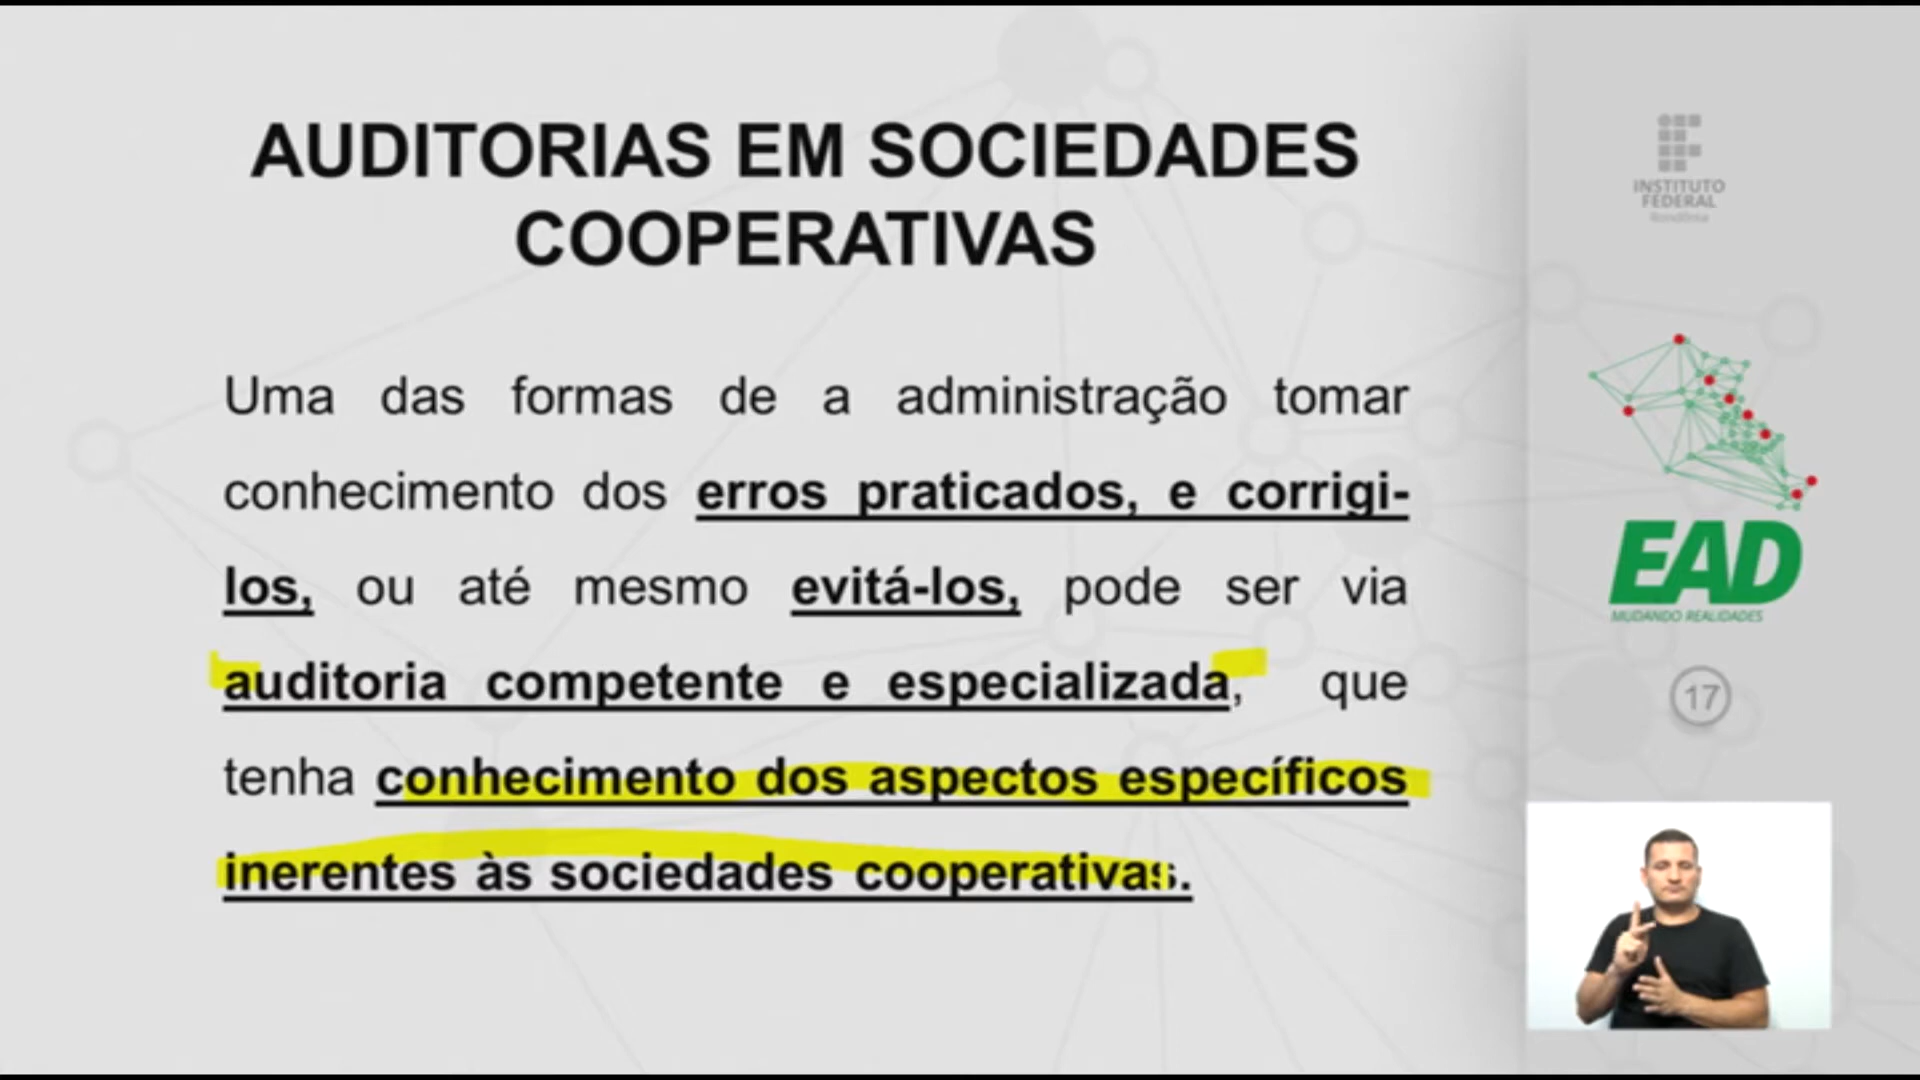 AUDITORIAS EM SOCIEDADES
COOPERATIVAS
Uma das formas de a administração tomar
conhecimento dos erros praticados, e corrigi-
los, ou até mesmo evitá-los, pode ser via
auditoria competente e especializada, que
tenha conhecimento dos aspectos específicos
inerentes às sociedades cooperativas.
INSTITUTO
FEDERAL
Rondônia
EAD
MUDANDO REALIDADES
17